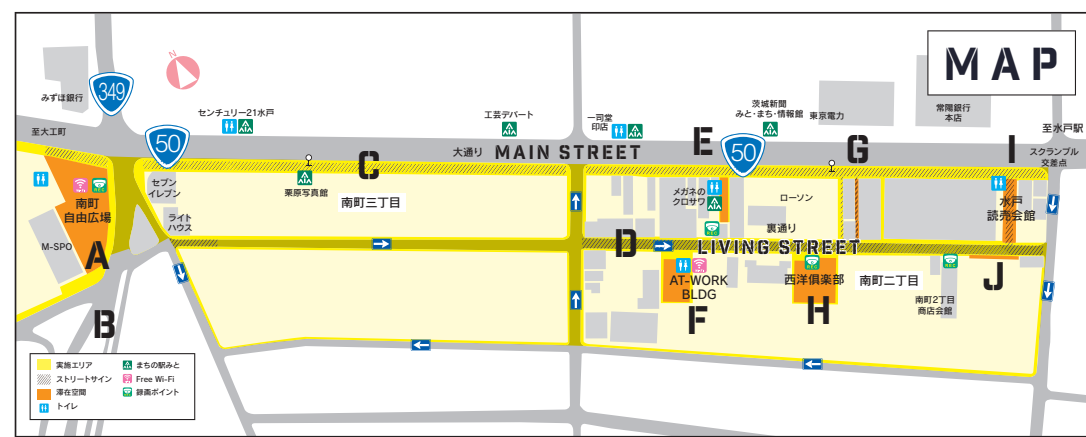 MAP
N
みずほ銀行
349
至大工町
50
センチュリー21水戸
工芸デパート
一司堂
印店
茨城新聞
みと・まち・情報館
東京電力
常陽銀行
本店
至水戸駅
スクランブル
交差点
大通り
MAIN STREET
E
50
G
I
C
セブン
イレブン
栗原写真館
南町三丁目
メガネの
クロサワ
ローソン
水戸
読売会館
Free Wi-Fi
REC
南町
自由広場
ライト
ハウス
M-SPO
A
B
D
REC
裏通り
LIVING STREET
AT-WORK
BLDG
F
REC
西洋倶楽部
H
南町二丁目
REC
南町2丁目
商店会館
J
実施エリア
ストリートサイン
滞在空間
トイレ
まちの駅みと
Free Wi-Fi
録画ポイント